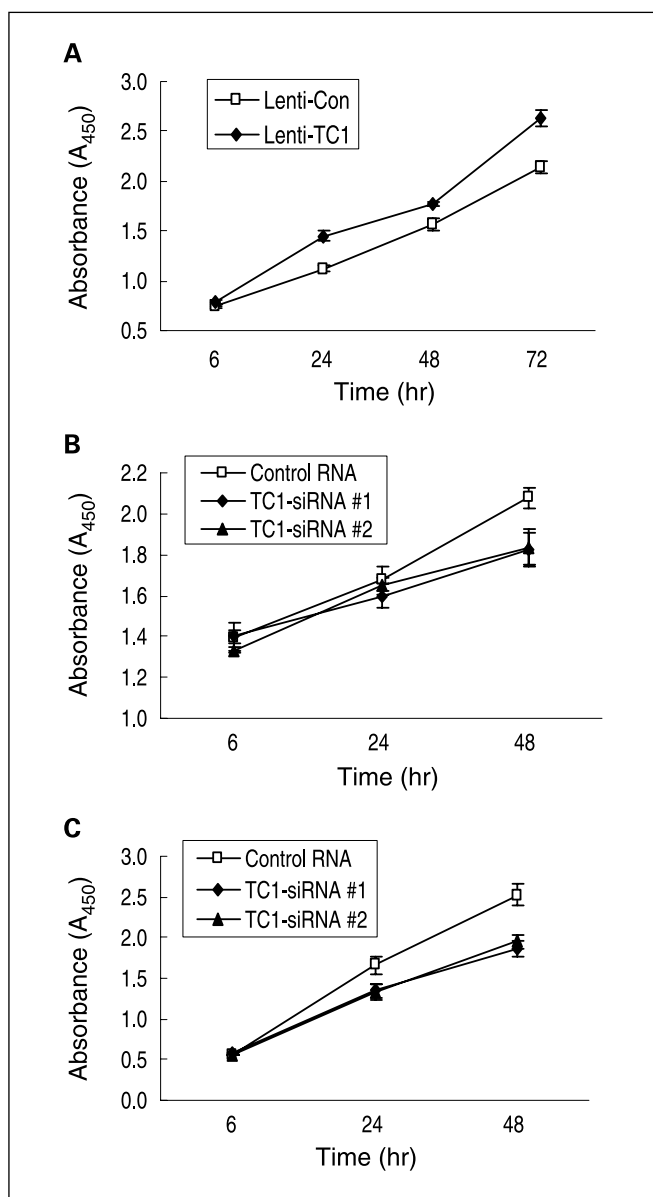 A
Lenti-Con
Lenti-TC1
Absorbance (A450)
3.0
2.5
2.0
1.5
1.0
0.5
6 24 48 72
Time (hr)
B
Control RNA
TC1-siRNA #1
TC1-siRNA #2
Absorbance (A450)
2.2
2.0
1.8
1.6
1.4
1.2
1.0
6 24 48
Time (hr)
C
Control RNA
TC1-siRNA #1
TC1-siRNA #2
Absorbance (A450)
3.0
2.5
2.0
1.5
1.0
0.5
0.0
6 24 48
Time (hr)